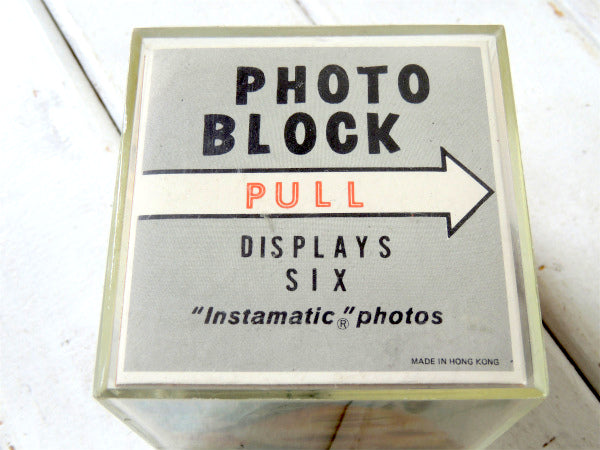 PHOTO
BLOCK
PULL
DISPLAYS
SIX
"Instamatic®" photos
MADE IN HONG KONG